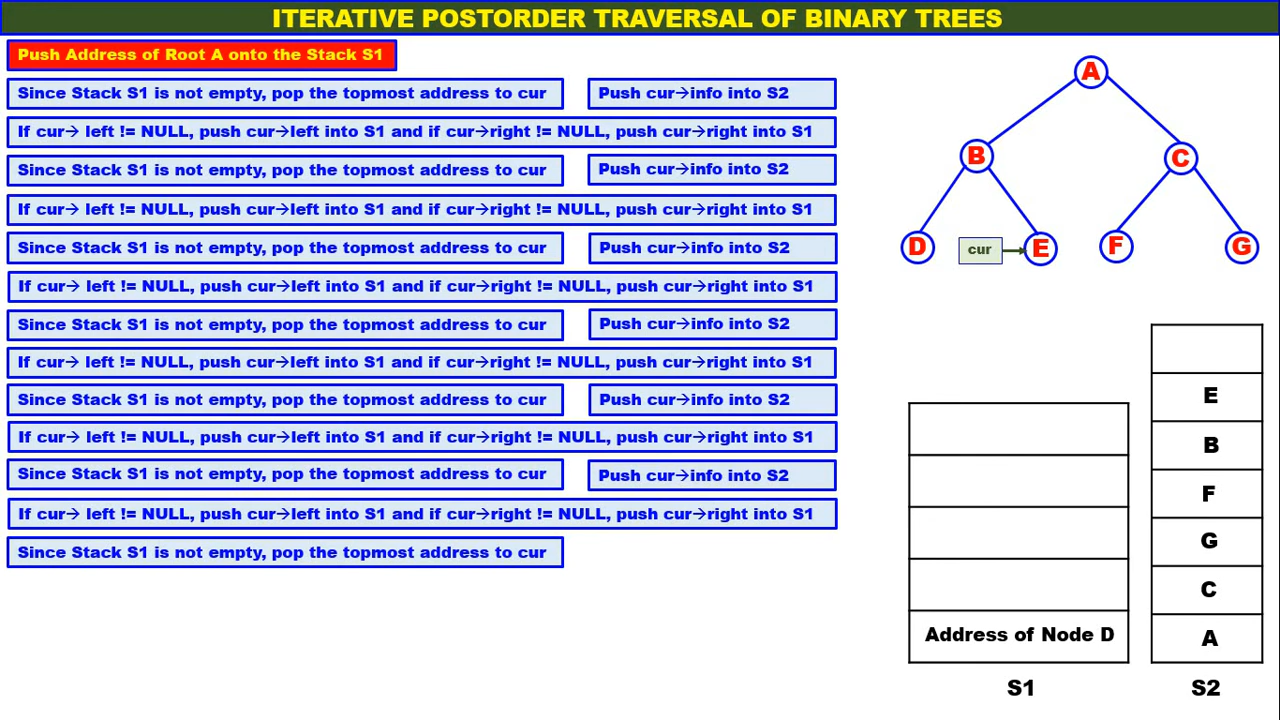 ITERATIVE POSTORDER TRAVERSAL OF BINARY TREES
Push Address of Root A onto the Stack S1
Since Stack S1 is not empty, pop the topmost address to cur
Push cur→info into S2
If cur→ left != NULL, push cur→left into S1 and if cur→right != NULL, push cur→right into S1
Since Stack S1 is not empty, pop the topmost address to cur
Push cur→info into S2
If cur→ left != NULL, push cur→left into S1 and if cur→right != NULL, push cur→right into S1
Since Stack S1 is not empty, pop the topmost address to cur
Push cur→info into S2
If cur→ left != NULL, push cur→left into S1 and if cur→right != NULL, push cur→right into S1
Since Stack S1 is not empty, pop the topmost address to cur
Push cur→info into S2
If cur→ left != NULL, push cur→left into S1 and if cur→right != NULL, push cur→right into S1
Since Stack S1 is not empty, pop the topmost address to cur
Push cur→info into S2
If cur→ left != NULL, push cur→left into S1 and if cur→right != NULL, push cur→right into S1
Since Stack S1 is not empty, pop the topmost address to cur
Push cur→info into S2
If cur→ left != NULL, push cur→left into S1 and if cur→right != NULL, push cur→right into S1
Since Stack S1 is not empty, pop the topmost address to cur
A
B
C
D
cur
E
F
G
Address of Node D
S1
E
B
F
G
C
A
S2